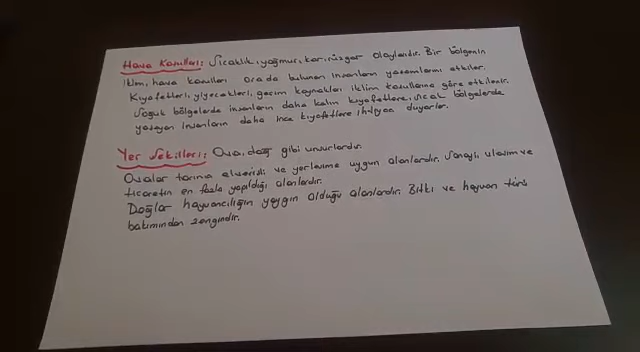 Hava Koşulları: Sıcaklık, yağmur, kar, rüzgar olaylarıdır. Bir bölgenin
iklim, hava koşulları orada bulunan insanların yaşamlarını etkiler.
Kıyafetleri, yiyecekleri, geçim kaynakları iklim koşullarına göre etkilenir.
Soğuk bölgelerde insanların daha kalın kıyafetlere, sıcak bölgelerde
yaşayan insanların daha ince kıyafetlere ihtiyaç duyarlar.
Yer Şekilleri: Ova, dağ gibi unsurlardır.
Ovalar tarıma elverişli ve yerleşime uygun alanlardır. Sanayi, ulaşım ve
ticaretin en fazla yapıldığı alanlardır.
Dağlar hayvancılığın yaygın olduğu alanlardır. Bitki ve hayvan türü
bakımından zengindir.